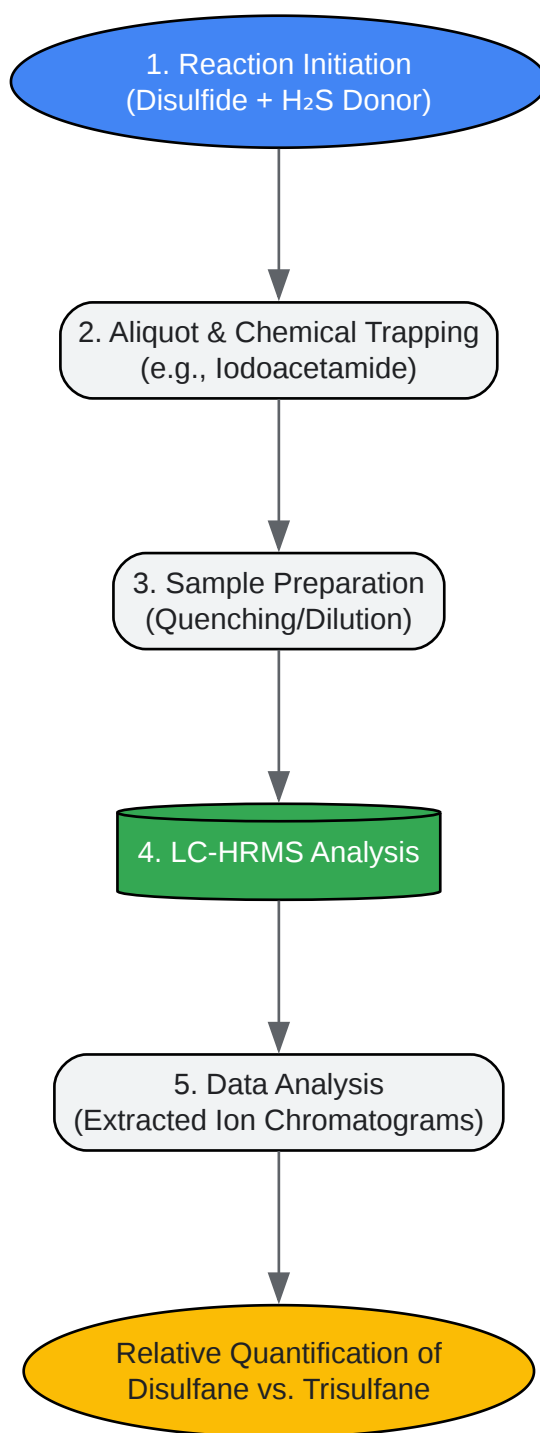 1. Reaction Initiation
(Disulfide + H₂S Donor)
2. Aliquot & Chemical Trapping
(e.g., Iodoacetamide)
3. Sample Preparation
(Quenching/Dilution)
4. LC-HRMS Analysis
5. Data Analysis
(Extracted Ion Chromatograms)
Relative Quantification of
Disulfane vs. Trisulfane